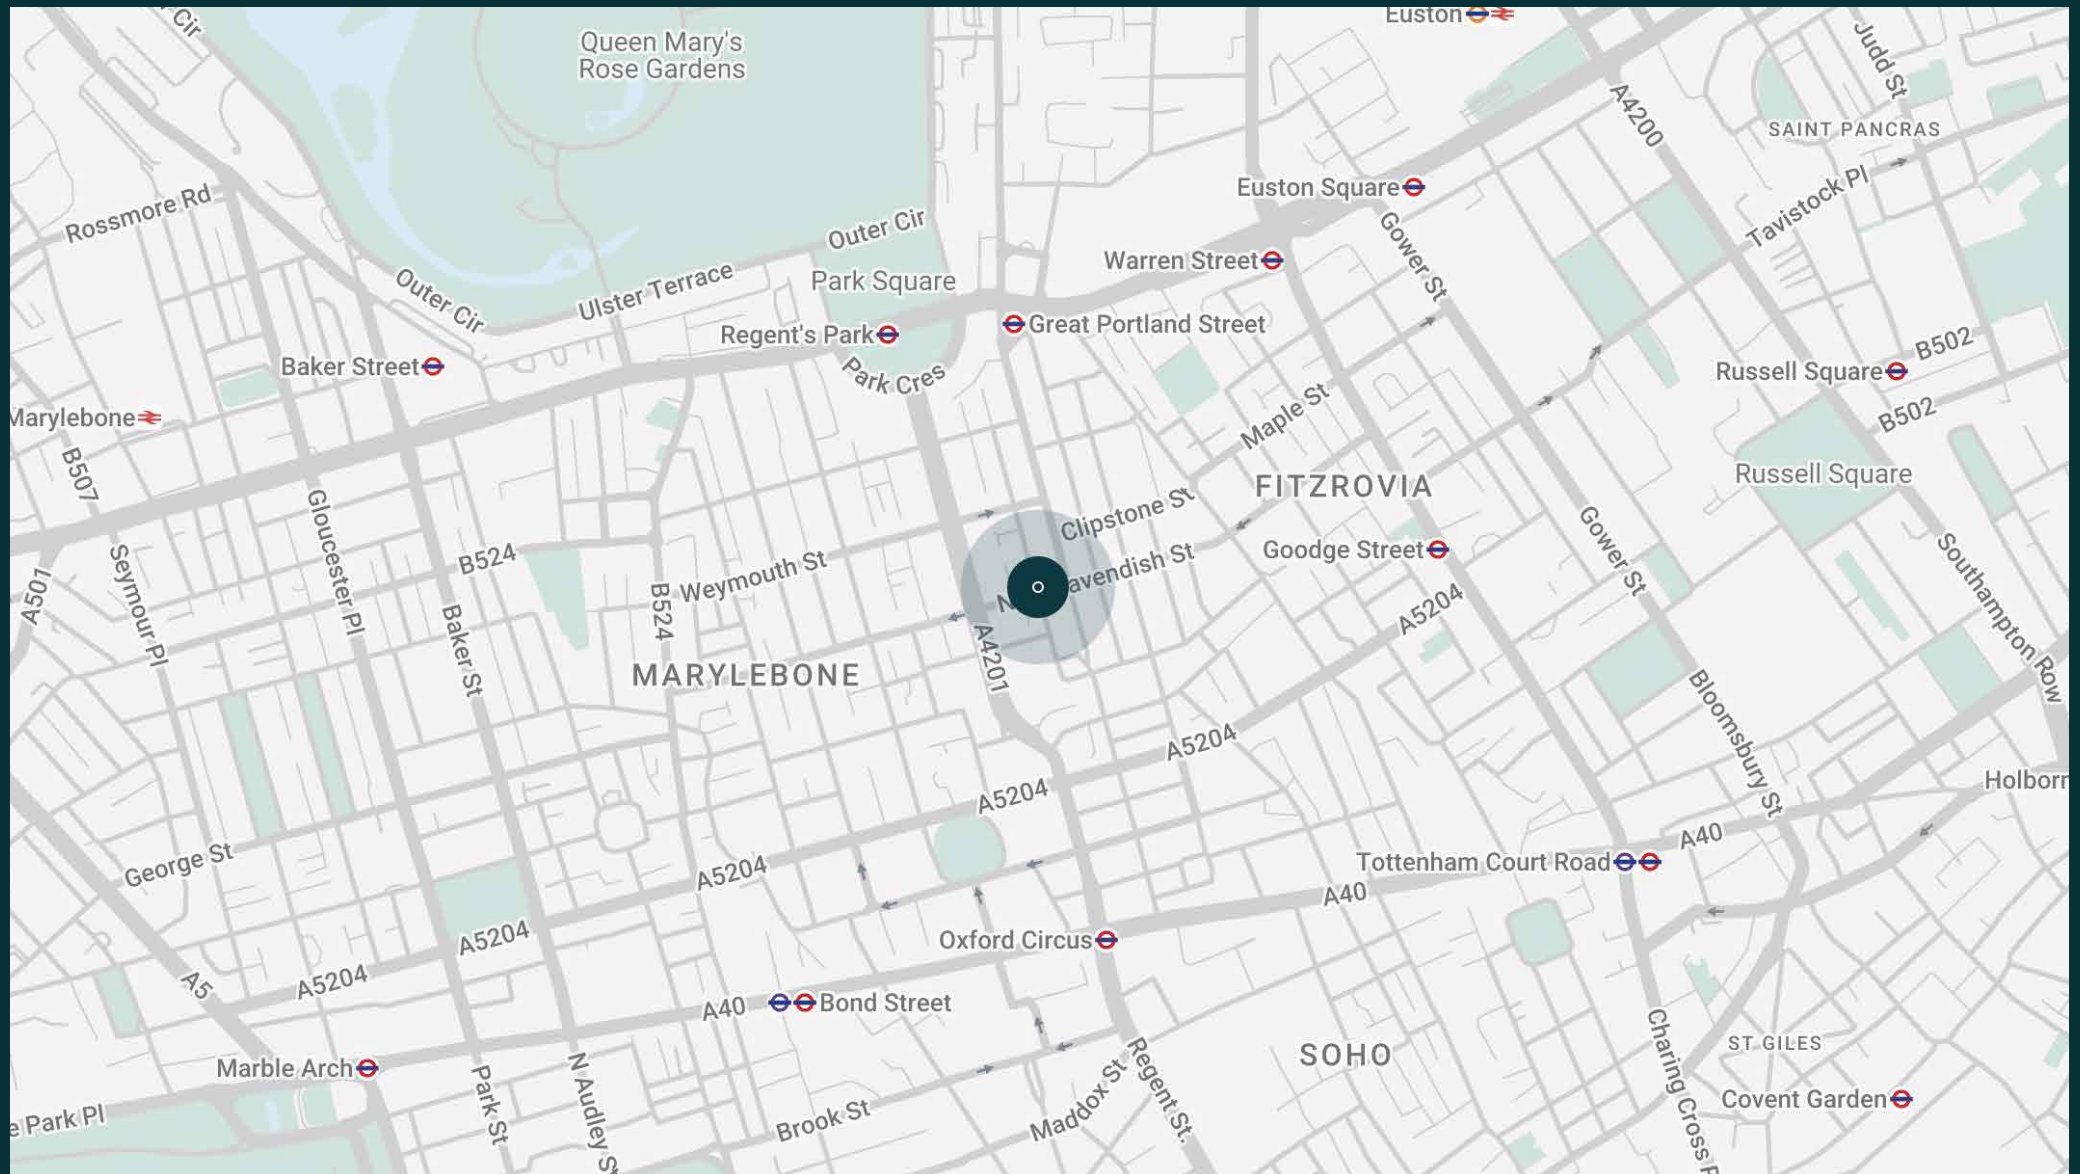 Cir
Euston
Queen Mary's
Rose Gardens
Judd St
A4200
SAINT PANCRAS
Euston Square
Tavistock Pl
Rossmore Rd
Outer Cir
Gower St
Warren Street
Outer Cir
Ulster Terrace
Park Square
Regent's Park
Great Portland Street
B502
Baker Street
Park Cres
Russell Square
Marylebone
Maple St
B502
B507
FITZROVIA
Russell Square
Gloucester Pl
Clipstone St
Gower St
Southampton Row
Seymour Pl
B524
Weymouth St
avendish St
Goodge Street
A501
B524
A5204
Baker St
A4201
MARYLEBONE
Bloomsbury St
A5204
Holborn
A5204
George St
A5204
A40
Tottenham Court Road
A40
A5204
Oxford Circus
A5204
A5
A40
Bond Street
Charing Cross
Marble Arch
N Audley St
Park St
Regent St.
SOHO
ST GILES
Maddox St
Covent Garden
e Park Pl
Brook St